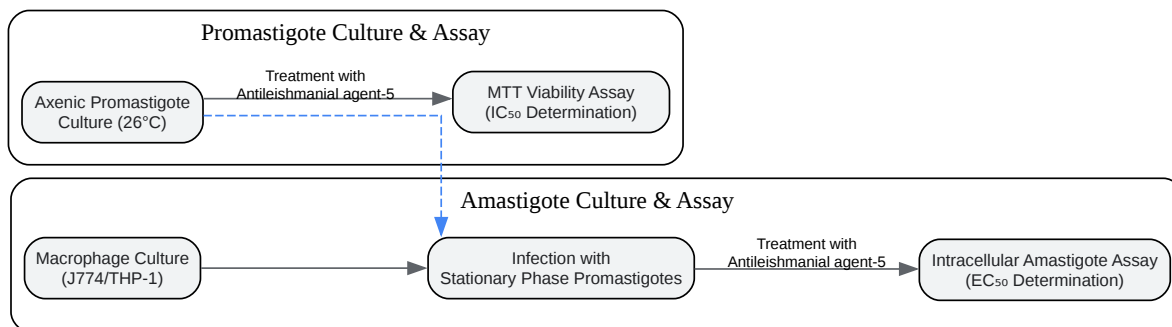 Promastigote Culture & Assay
Treatment with
Antileishmanial agent-5
Axenic Promastigote
Culture (26°C)
MTT Viability Assay
(IC₅₀ Determination)
Amastigote Culture & Assay
Macrophage Culture
(J774/THP-1)
Infection with
Stationary Phase Promastigotes
Treatment with
Antileishmanial agent-5
Intracellular Amastigote Assay
(EC₅₀ Determination)